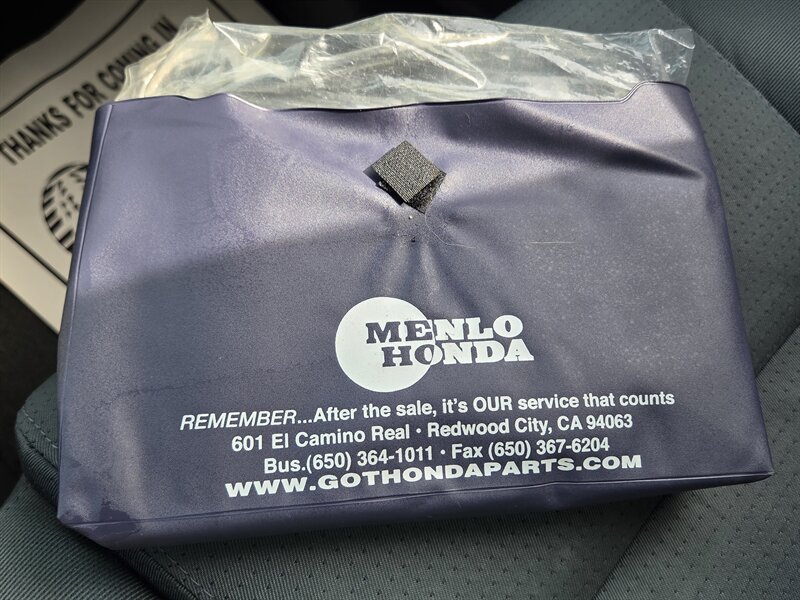 THANKS FOR COMING IN
MENLO
HONDA
REMEMBER...After the sale, it's OUR service that counts
601 El Camino Real • Redwood City, CA 94063
Bus.(650) 364-1011 • Fax (650) 367-6204
WWW.GOTHONDAPARTS.COM